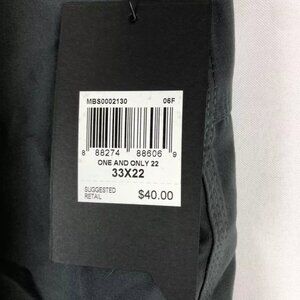 MBS0002130 06F
8 88274 88606 9
ONE AND ONLY 22
33X22
SUGGESTED
RETAIL $40.00